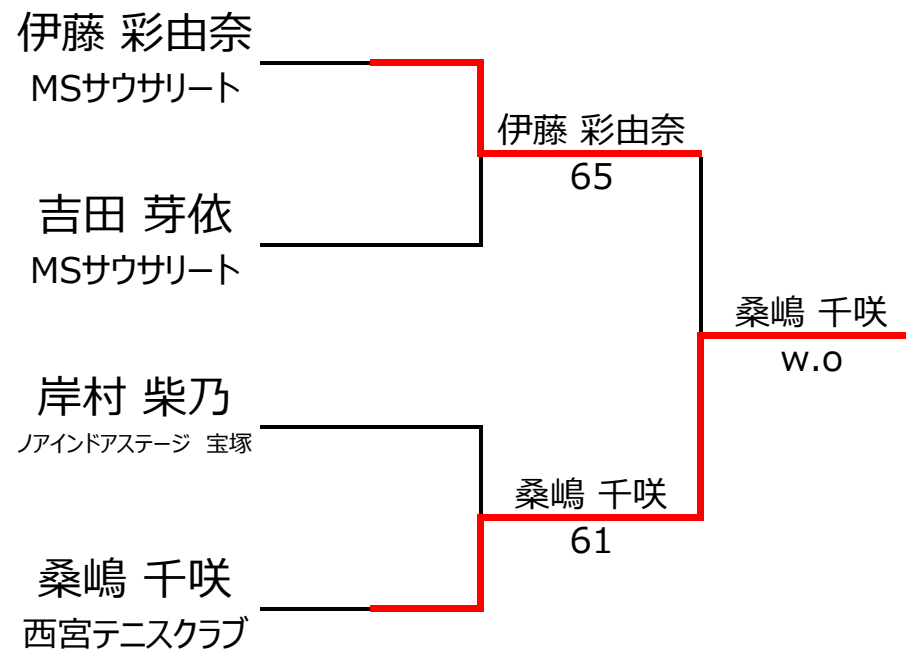 伊藤 彩由奈
MSサウサリート
伊藤 彩由奈
65
吉田 芽依
MSサウサリート
桑嶋 千咲
w.o
岸村 柴乃
ノアインドアステージ 宝塚
桑嶋 千咲
61
桑嶋 千咲
西宮テニスクラブ